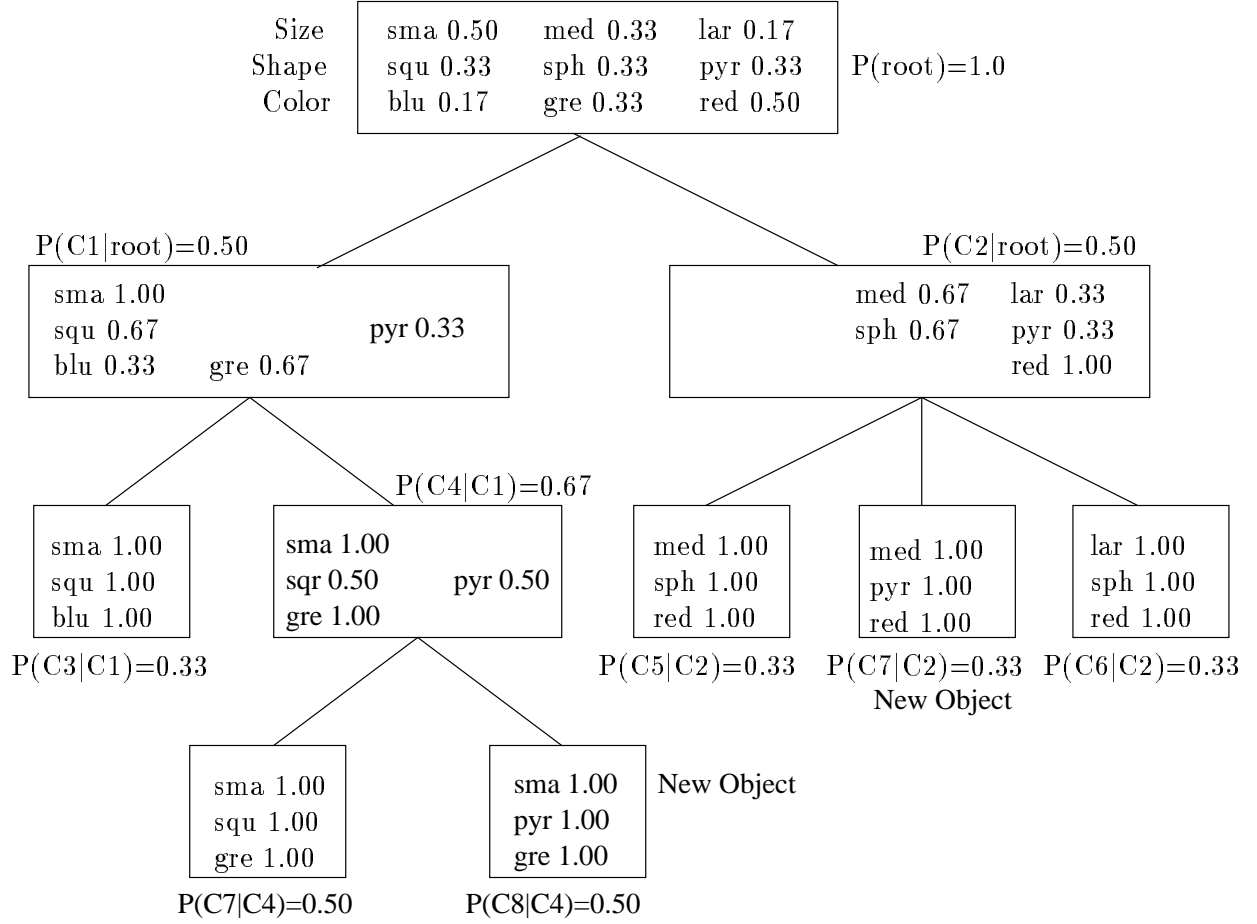 Size sma 0.50 med 0.33 lar 0.17
Shape squ 0.33 sph 0.33 pyr 0.33 P(root)=1.0
Color blu 0.17 gre 0.33 red 0.50
P(C1|root)=0.50
sma 1.00
squ 0.67 pyr 0.33
blu 0.33 gre 0.67
P(C2|root)=0.50
med 0.67 lar 0.33
sph 0.67 pyr 0.33
red 1.00
sma 1.00
squ 1.00
blu 1.00
P(C3|C1)=0.33
P(C4|C1)=0.67
sma 1.00
sqr 0.50 pyr 0.50
gre 1.00
med 1.00
sph 1.00
red 1.00
P(C5|C2)=0.33
med 1.00
pyr 1.00
red 1.00
P(C7|C2)=0.33
New Object
lar 1.00
sph 1.00
red 1.00
P(C6|C2)=0.33
sma 1.00
squ 1.00
gre 1.00
P(C7|C4)=0.50
sma 1.00
pyr 1.00
gre 1.00
New Object
P(C8|C4)=0.50